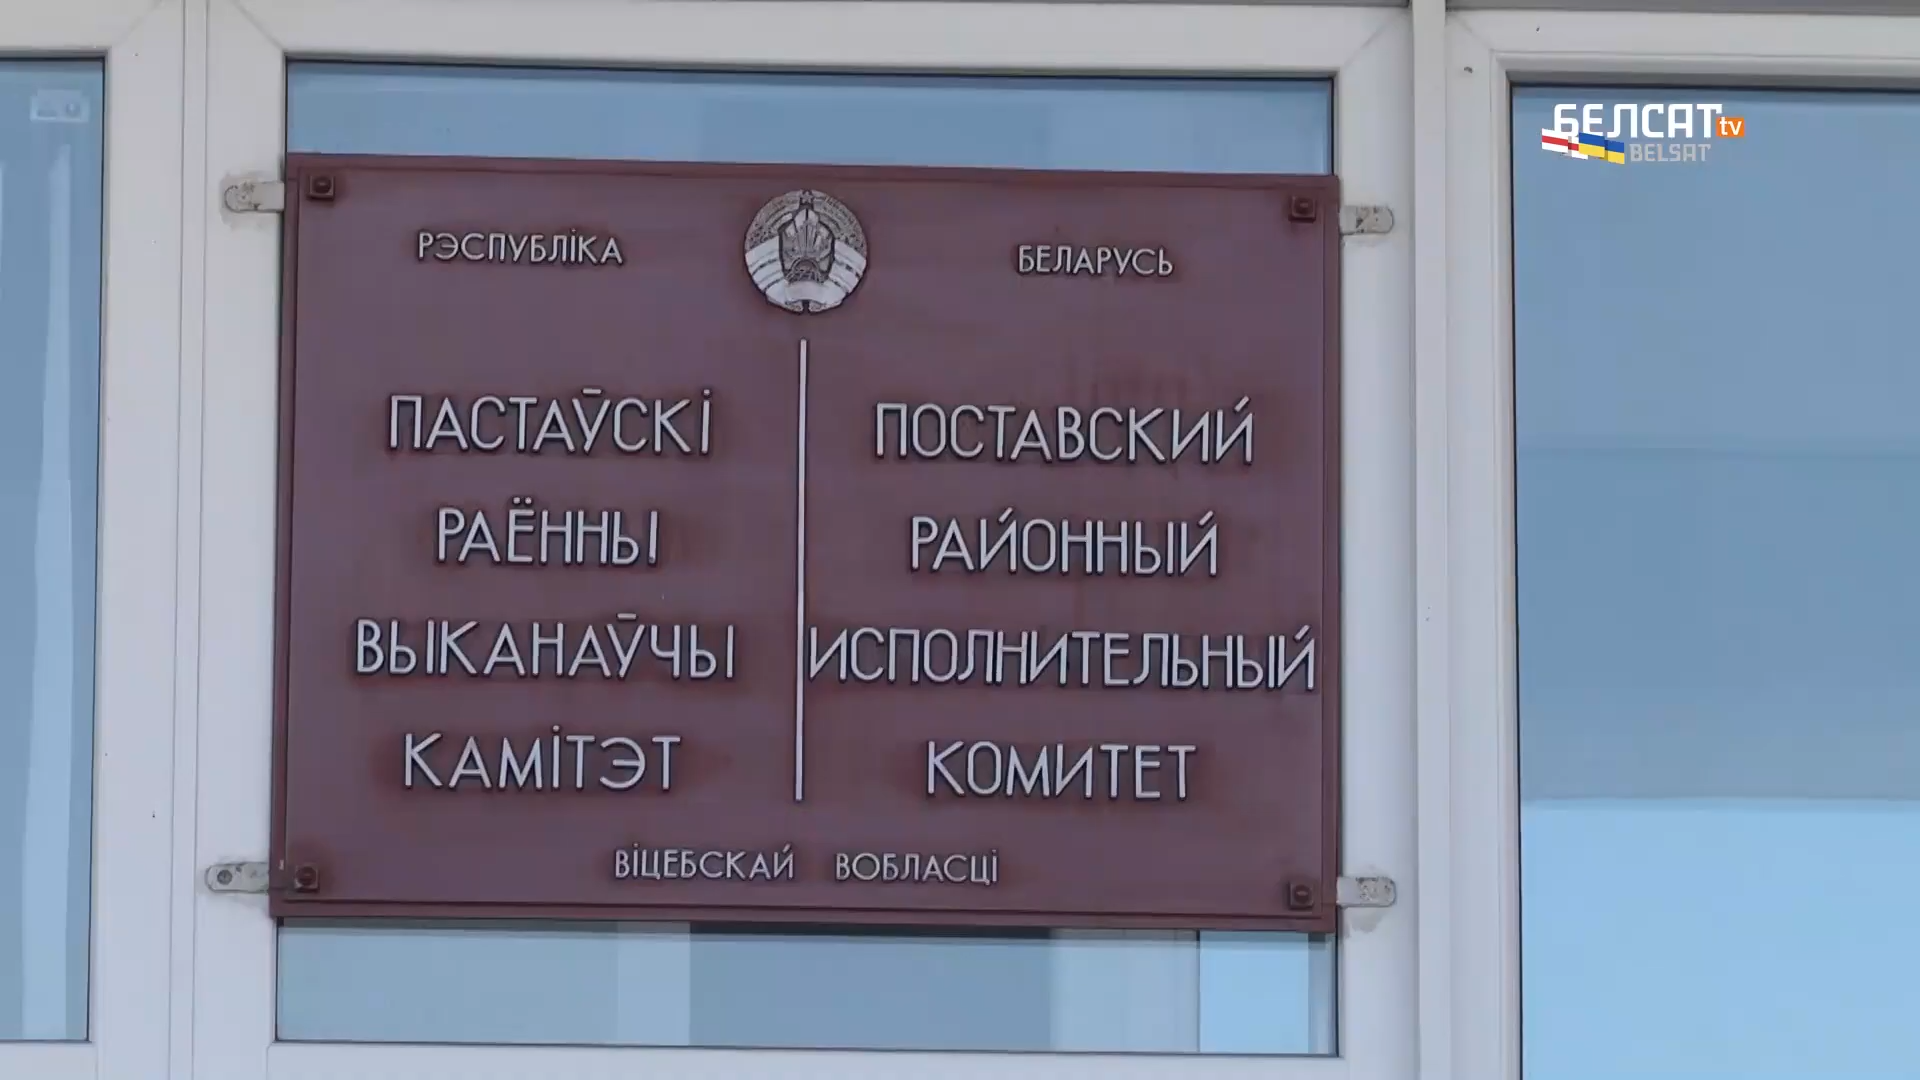 БЕЛСАТ tv
BELSAT
РЭСПУБЛІКА БЕЛАРУСЬ
ПАСТАЎСКІ
РАЁННЫ
ВЫКАНАЎЧЫ
КАМІТЭТ
ПОСТАВСКИЙ
РАЙОННЫЙ
ИСПОЛНИТЕЛЬНЫЙ
КОМИТЕТ
ВІЦЕБСКАЙ ВОБЛАСЦІ